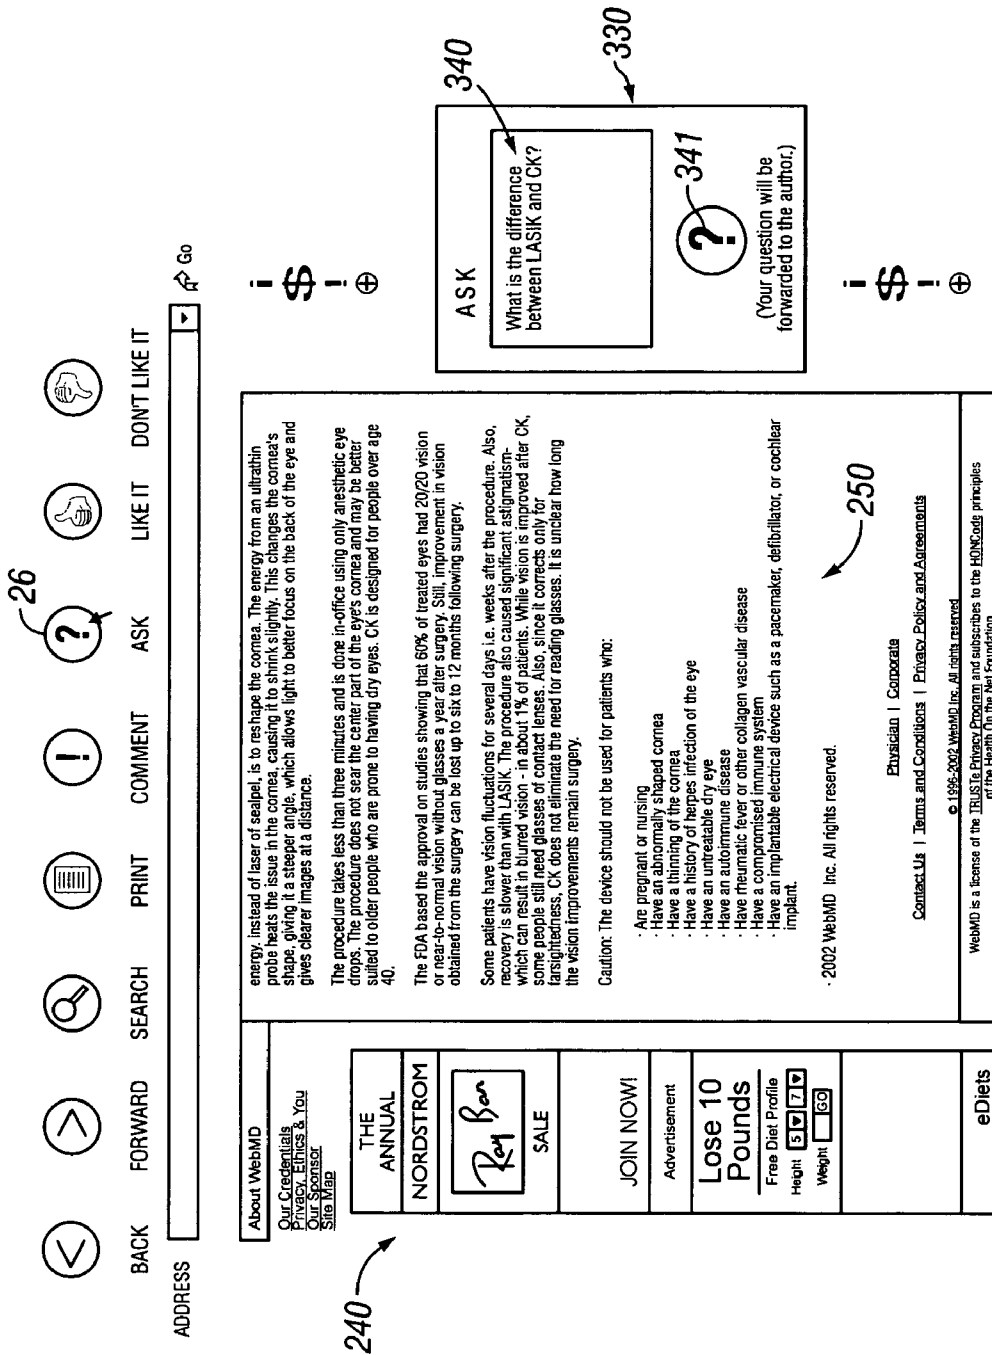 26
BACK
FORWARD
SEARCH
PRINT
COMMENT
ASK
LIKE IT
DON'T LIKE IT
ADDRESS
Go
240
About WebMD
Our Credentials
Privacy, Ethics & You
Our Sponsor
Site Map
THE
ANNUAL
NORDSTROM
Ray Ban
SALE
JOIN NOW!
Advertisement
Lose 10
Pounds
Free Diet Profile
Height 5 7
Weight GO
eDiets
energy. instead of laser of sealpel, is to reshape the cornea. The energy from an ultrathin
probe heats the issue in the cornea, causing it to shrink slightly. This changes the cornea's
shape, giving it a steeper angle, which allows light to better focus on the back of the eye and
gives clearer images at a distance.
The procedure takes less than three minutes and is done in-office using only anesthetic eye
drops. The procedure does not sear the center part of the eye's cornea and may be better
suited to older people who are prone to having dry eyes. CK is designed for people over age
40.
The FDA based the approval on studies showing that 60% of treated eyes had 20/20 vision
or near-to-normal vision without glasses a year after surgery. Still, improvement in vision
obtained from the surgery can be lost up to six to 12 months following surgery.
Some patients have vision fluctuations for several days i.e. weeks after the procedure. Also,
recovery is slower than with LASIK. The procedure also caused significant astigmatism-
which can result in blurred vision - in about 1% of patients. While vision is improved after CK,
some people still need glasses of contact lenses. Also, since it corrects only for
farsightedness, CK does not eliminate the need for reading glasses. It is unclear how long
the vision improvements remain surgery.
Caution: The device should not be used for patients who:
· Are pregnant or nursing
· Have an abnormally shaped cornea
· Have a thinning of the cornea
· Have a history of herpes infection of the eye
· Have an untreatable dry eye
· Have an autoimmune disease
· Have rheumatic fever or other collagen vascular disease
· Have a compromised immune system
· Have an implantable electrical device such as a pacemaker, defibrillator, or cochlear
implant.
· 2002 WebMD Inc. All rights reserved.
250
Physician | Corporate
Contact Us | Terms and Conditions | Privacy Policy and Agreements
© 1996-2002 WebMD Inc. All rights reserved
WebMD is a license of the TRUSTe Privacy Program and subscribes to the HONCode principles
of the Health On the Net Foundation
i
$
!
ASK
What is the difference
between LASIK and CK?
340
330
?
341
(Your question will be
forwarded to the author.)
i
$
!